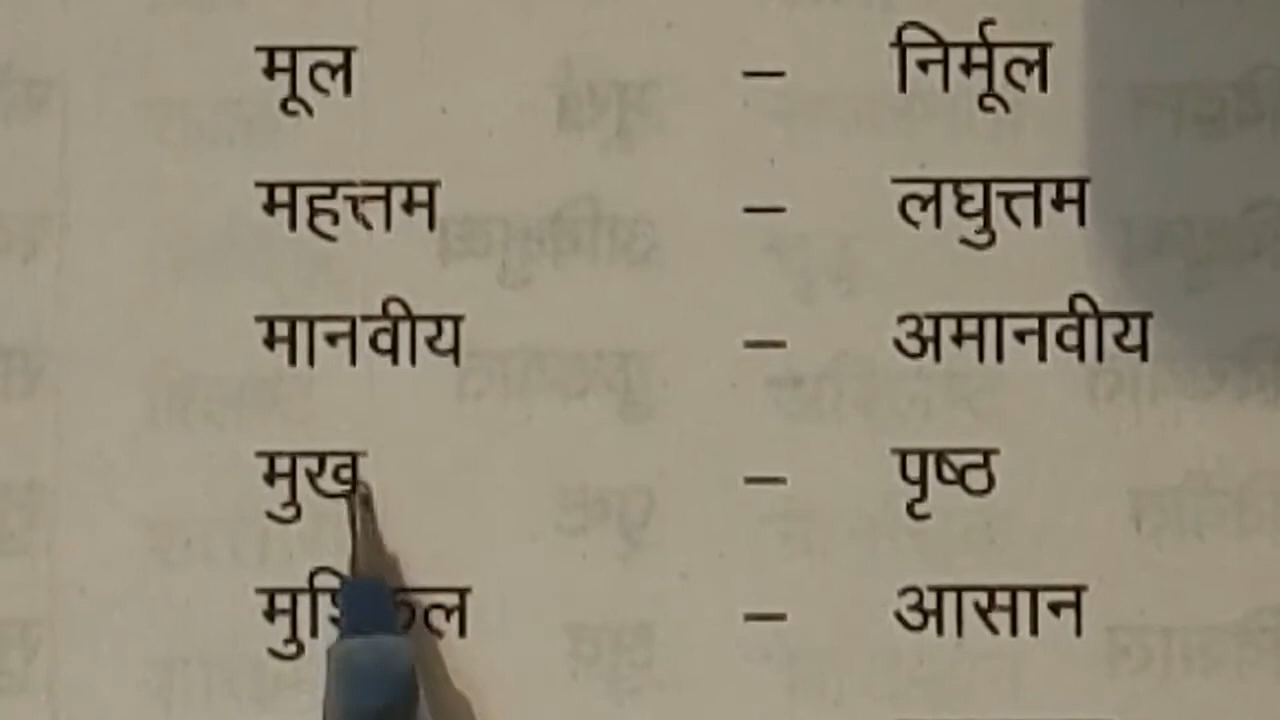 मूल – निर्मूल
महत्तम – लघुत्तम
मानवीय – अमानवीय
मुख – पृष्ठ
मुश्किल – आसान